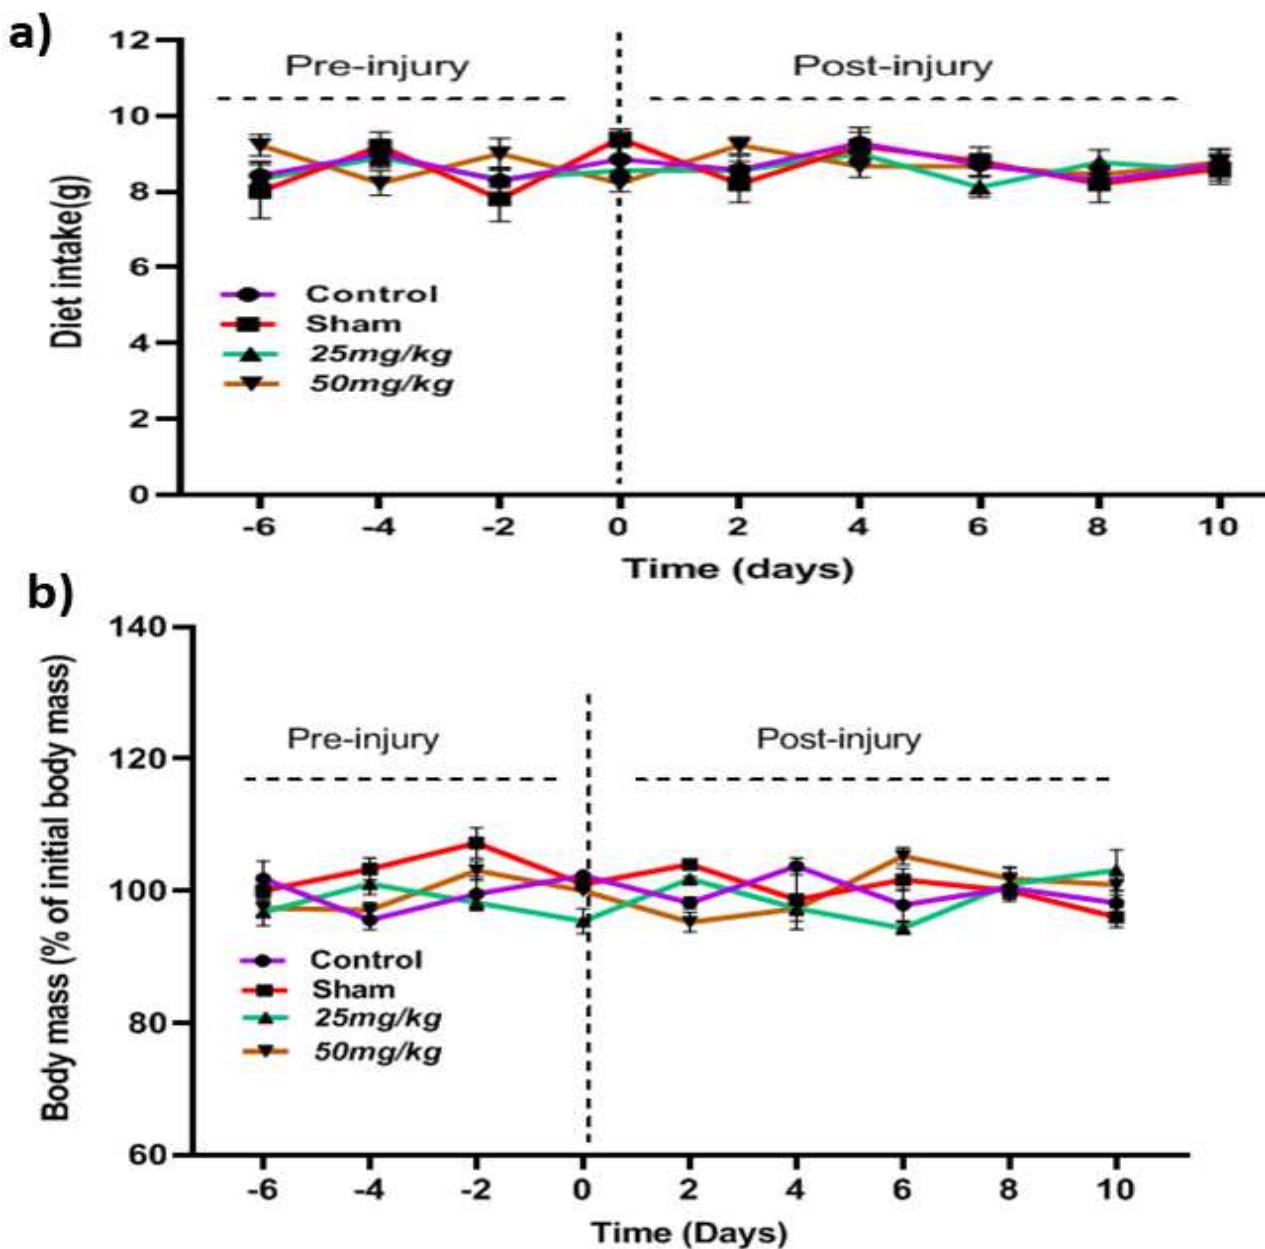 a)
12
Pre-injury
Post-injury
10
8
6
4
2
0
Diet intake(g)
Control
Sham
25mg/kg
50mg/kg
-6 -4 -2 0 2 4 6 8 10
Time (days)
b)
140
120
100
80
60
Body mass (% of initial body mass)
Pre-injury
Post-injury
Control
Sham
25mg/kg
50mg/kg
-6 -4 -2 0 2 4 6 8 10
Time (Days)